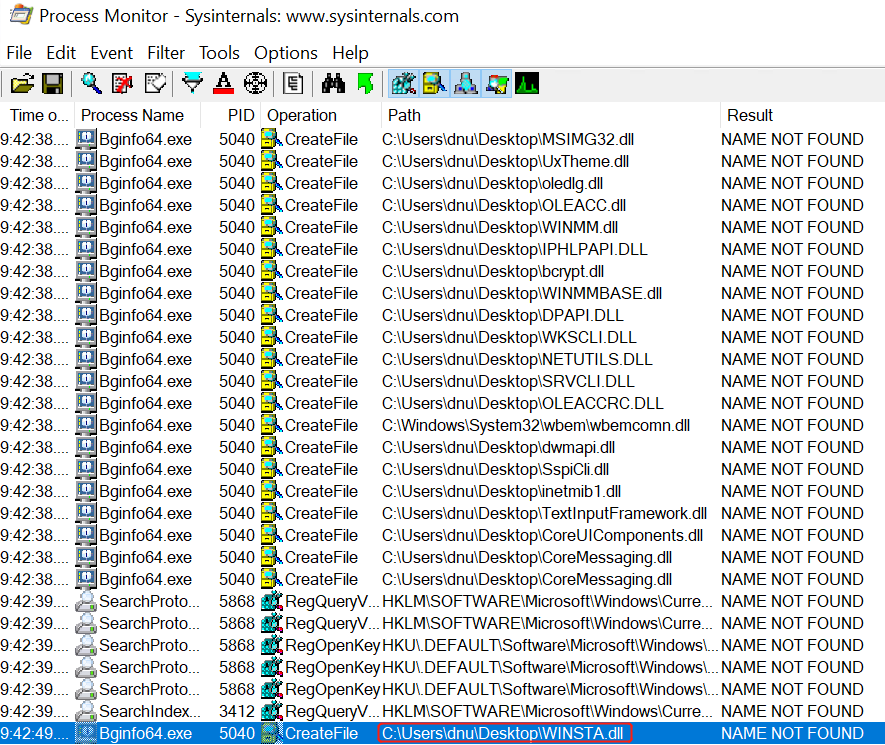 Process Monitor - Sysinternals: www.sysinternals.com
File Edit Event Filter Tools Options Help
Time o... Process Name PID Operation Path Result
9:42:38.... Bginfo64.exe 5040 CreateFile C:\Users\dnu\Desktop\MSIMG32.dll NAME NOT FOUND
9:42:38.... Bginfo64.exe 5040 CreateFile C:\Users\dnu\Desktop\UxTheme.dll NAME NOT FOUND
9:42:38.... Bginfo64.exe 5040 CreateFile C:\Users\dnu\Desktop\oledlg.dll NAME NOT FOUND
9:42:38.... Bginfo64.exe 5040 CreateFile C:\Users\dnu\Desktop\OLEACC.dll NAME NOT FOUND
9:42:38.... Bginfo64.exe 5040 CreateFile C:\Users\dnu\Desktop\WINMM.dll NAME NOT FOUND
9:42:38.... Bginfo64.exe 5040 CreateFile C:\Users\dnu\Desktop\IPHLPAPI.DLL NAME NOT FOUND
9:42:38.... Bginfo64.exe 5040 CreateFile C:\Users\dnu\Desktop\bcrypt.dll NAME NOT FOUND
9:42:38.... Bginfo64.exe 5040 CreateFile C:\Users\dnu\Desktop\WINMMBASE.dll NAME NOT FOUND
9:42:38.... Bginfo64.exe 5040 CreateFile C:\Users\dnu\Desktop\DPAPI.DLL NAME NOT FOUND
9:42:38.... Bginfo64.exe 5040 CreateFile C:\Users\dnu\Desktop\WKSCLI.DLL NAME NOT FOUND
9:42:38.... Bginfo64.exe 5040 CreateFile C:\Users\dnu\Desktop\NETUTILS.DLL NAME NOT FOUND
9:42:38.... Bginfo64.exe 5040 CreateFile C:\Users\dnu\Desktop\SRVCLI.DLL NAME NOT FOUND
9:42:38.... Bginfo64.exe 5040 CreateFile C:\Users\dnu\Desktop\OLEACCRC.DLL NAME NOT FOUND
9:42:38.... Bginfo64.exe 5040 CreateFile C:\Windows\System32\wbem\wbemcomn.dll NAME NOT FOUND
9:42:38.... Bginfo64.exe 5040 CreateFile C:\Users\dnu\Desktop\dwmapi.dll NAME NOT FOUND
9:42:38.... Bginfo64.exe 5040 CreateFile C:\Users\dnu\Desktop\SspiCli.dll NAME NOT FOUND
9:42:38.... Bginfo64.exe 5040 CreateFile C:\Users\dnu\Desktop\inetmib1.dll NAME NOT FOUND
9:42:38.... Bginfo64.exe 5040 CreateFile C:\Users\dnu\Desktop\TextInputFramework.dll NAME NOT FOUND
9:42:38.... Bginfo64.exe 5040 CreateFile C:\Users\dnu\Desktop\CoreUIComponents.dll NAME NOT FOUND
9:42:38.... Bginfo64.exe 5040 CreateFile C:\Users\dnu\Desktop\CoreMessaging.dll NAME NOT FOUND
9:42:38.... Bginfo64.exe 5040 CreateFile C:\Users\dnu\Desktop\CoreMessaging.dll NAME NOT FOUND
9:42:39.... SearchProto... 5868 RegQueryV... HKLM\SOFTWARE\Microsoft\Windows\Curre... NAME NOT FOUND
9:42:39.... SearchProto... 5868 RegQueryV... HKLM\SOFTWARE\Microsoft\Windows\Curre... NAME NOT FOUND
9:42:39.... SearchProto... 5868 RegOpenKey HKU\.DEFAULT\Software\Microsoft\Windows\... NAME NOT FOUND
9:42:39.... SearchProto... 5868 RegOpenKey HKU\.DEFAULT\Software\Microsoft\Windows\... NAME NOT FOUND
9:42:39.... SearchProto... 5868 RegOpenKey HKU\.DEFAULT\Software\Microsoft\Windows\... NAME NOT FOUND
9:42:39.... SearchIndex... 3412 RegQueryV... HKLM\SOFTWARE\Microsoft\Windows\Curre... NAME NOT FOUND
9:42:49.... Bginfo64.exe 5040 CreateFile C:\Users\dnu\Desktop\WINSTA.dll NAME NOT FOUND